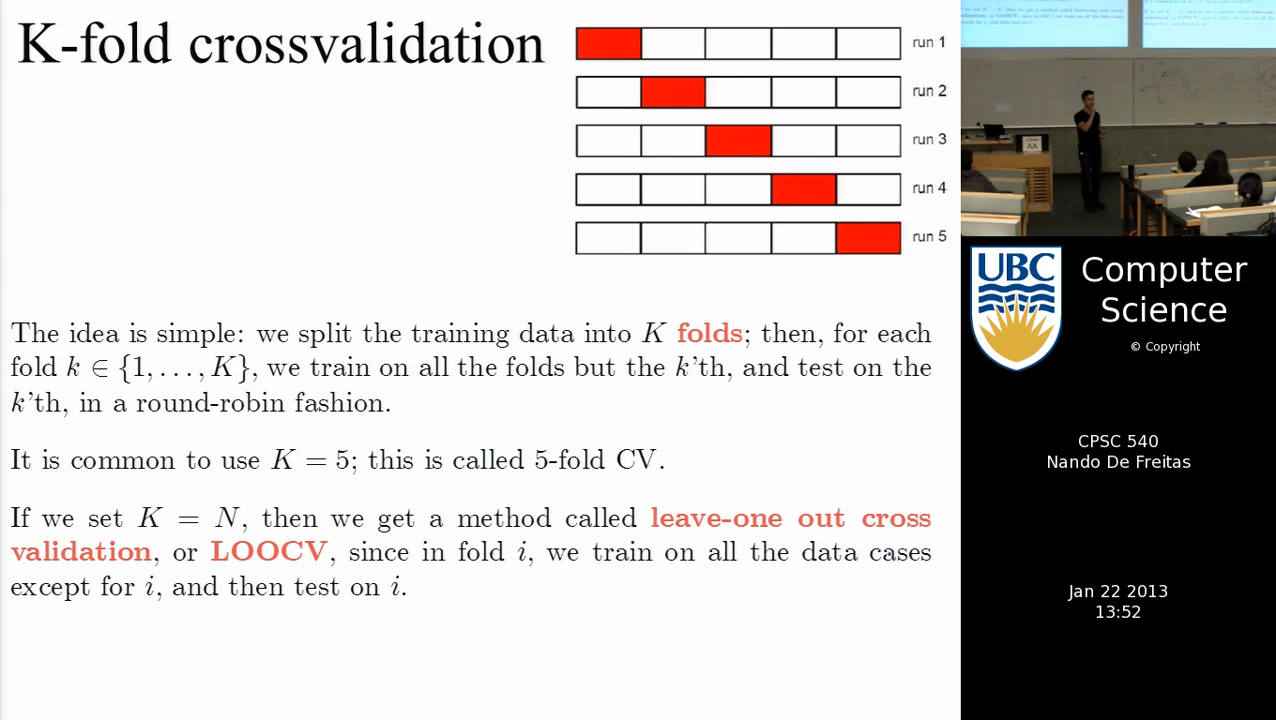 K-fold crossvalidation
run 1
run 2
run 3
run 4
run 5
The idea is simple: we split the training data into K folds; then, for each
fold k ∈ {1, . . . , K}, we train on all the folds but the k'th, and test on the
k'th, in a round-robin fashion.
It is common to use K = 5; this is called 5-fold CV.
If we set K = N, then we get a method called leave-one out cross
validation, or LOOCV, since in fold i, we train on all the data cases
except for i, and then test on i.
AA
UBC
Computer
Science
© Copyright
CPSC 540
Nando De Freitas
Jan 22 2013
13:52